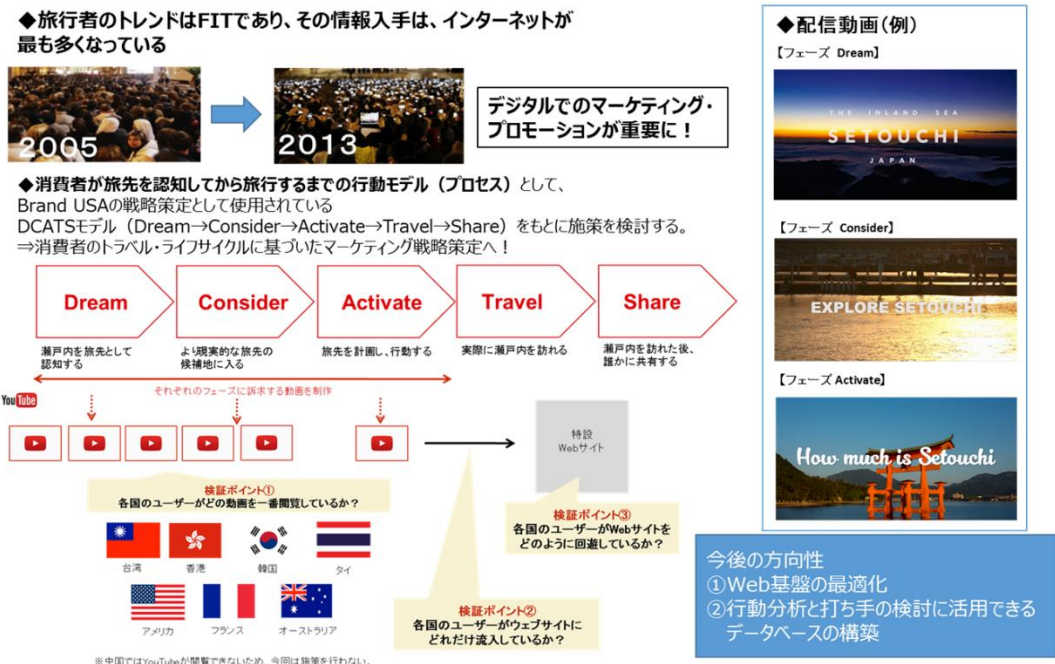 ◆旅行者のトレンドはFITであり、その情報入手は、インターネットが
最も多くなっている
2005
2013
デジタルでのマーケティング・
プロモーションが重要に！
◆消費者が旅先を認知してから旅行するまでの行動モデル（プロセス）として、
Brand USAの戦略策定として使用されている
DCATSモデル（Dream→Consider→Activate→Travel→Share）をもとに施策を検討する。
⇒消費者のトラベル・ライフサイクルに基づいたマーケティング戦略策定へ！
Dream
Consider
Activate
Travel
Share
瀬戸内を旅先として
認知する
より現実的な旅先の
候補地に入る
旅先を計画し、行動する
実際に瀬戸内を訪れる
瀬戸内を訪れた後、
誰かに共有する
それぞれのフェーズに訴求する動画を制作
YouTube
特設
Webサイト
検証ポイント①
各国のユーザーがどの動画を一番閲覧しているか？
台湾
香港
韓国
タイ
アメリカ
フランス
オーストラリア
検証ポイント②
各国のユーザーがウェブサイトに
どれだけ流入しているか？
検証ポイント③
各国のユーザーがWebサイトを
どのように回遊しているか？
※中国ではYouTubeが閲覧できないため、今回は施策を行わない。
◆配信動画（例）
【フェーズ Dream】
THE INLAND SEA
SETOUCHI
JAPAN
【フェーズ Consider】
EXPLORE SETOUCHI
【フェーズ Activate】
How much is Setouchi
今後の方向性
①Web基盤の最適化
②行動分析と打ち手の検討に活用できる
データベースの構築